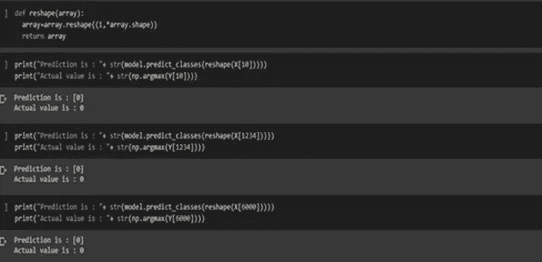 def reshape(array):
array=array.reshape((1,*array.shape))
return array
print("Prediction is : "+ str(model.predict_classes(reshape(X[10]))))
print("Actual value is : "+ str(np.argmax(Y[10])))
Prediction is : [0]
Actual value is : 0
print("Prediction is : "+ str(model.predict_classes(reshape(X[1234]))))
print("Actual value is : "+ str(np.argmax(Y[1234])))
Prediction is : [0]
Actual value is : 0
print("Prediction is : "+ str(model.predict_classes(reshape(X[6000]))))
print("Actual value is : "+ str(np.argmax(Y[6000])))
Prediction is : [0]
Actual value is : 0